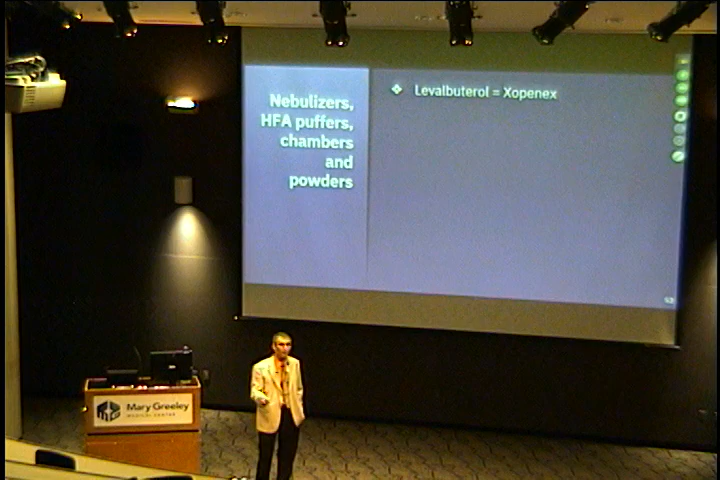 Nebulizers,
HFA puffers,
chambers
and
powders
❖ Levalbuterol = Xopenex
Mary Greeley
MEDICAL CENTER